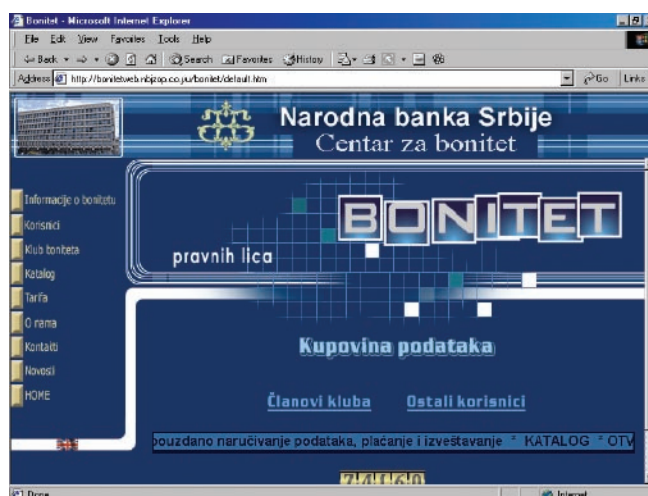 Bonitet - Microsoft Internet Explorer
File Edit View Favorites Tools Help
Back Search Favorites History
Address http://bonitetweb.nbjzop.co.yu/bonitet/default.htm Go Links
Narodna banka Srbije
Centar za bonitet
Informacije o bonitetu
Korisnici
Klub boniteta
Katalog
Tarifa
O nama
Kontakti
Novosti
HOME
BONITET
pravnih lica
Kupovina podataka
Članovi kluba Ostali korisnici
pouzdano naručivanje podataka, plaćanje i izveštavanje * KATALOG * OTV
74160
Done Internet